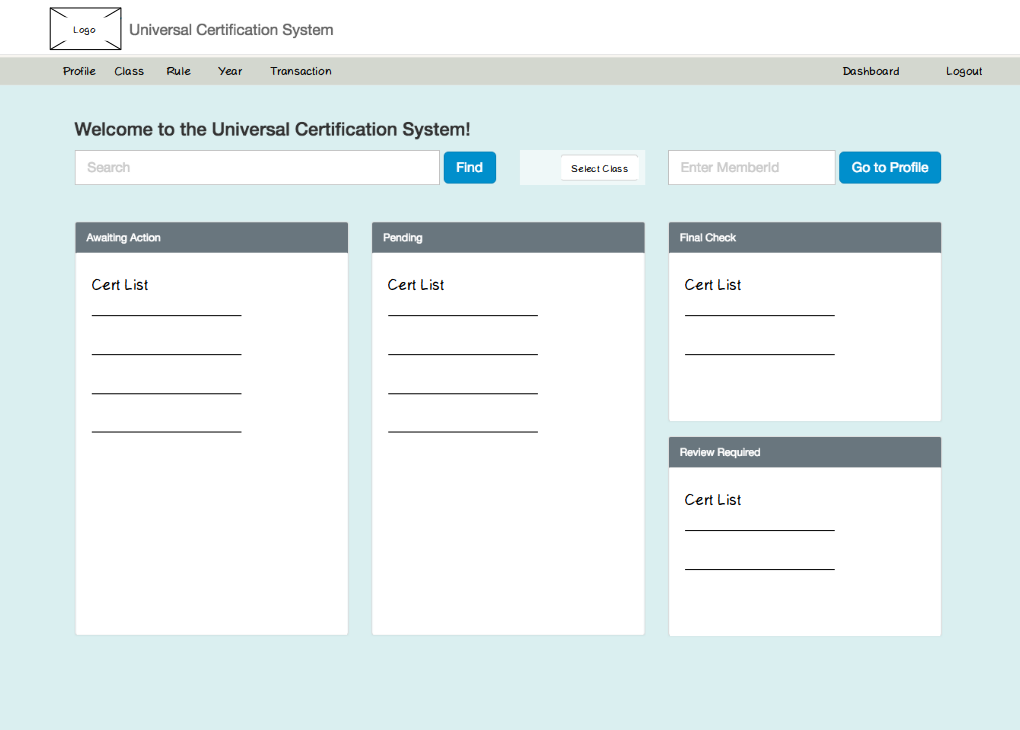 Logo Universal Certification System
Profile Class Rule Year Transaction Dashboard Logout
Welcome to the Universal Certification System!
Search Find Select Class Enter MemberId Go to Profile
Awaiting Action Pending Final Check
Cert List Cert List Cert List
Review Required
Cert List